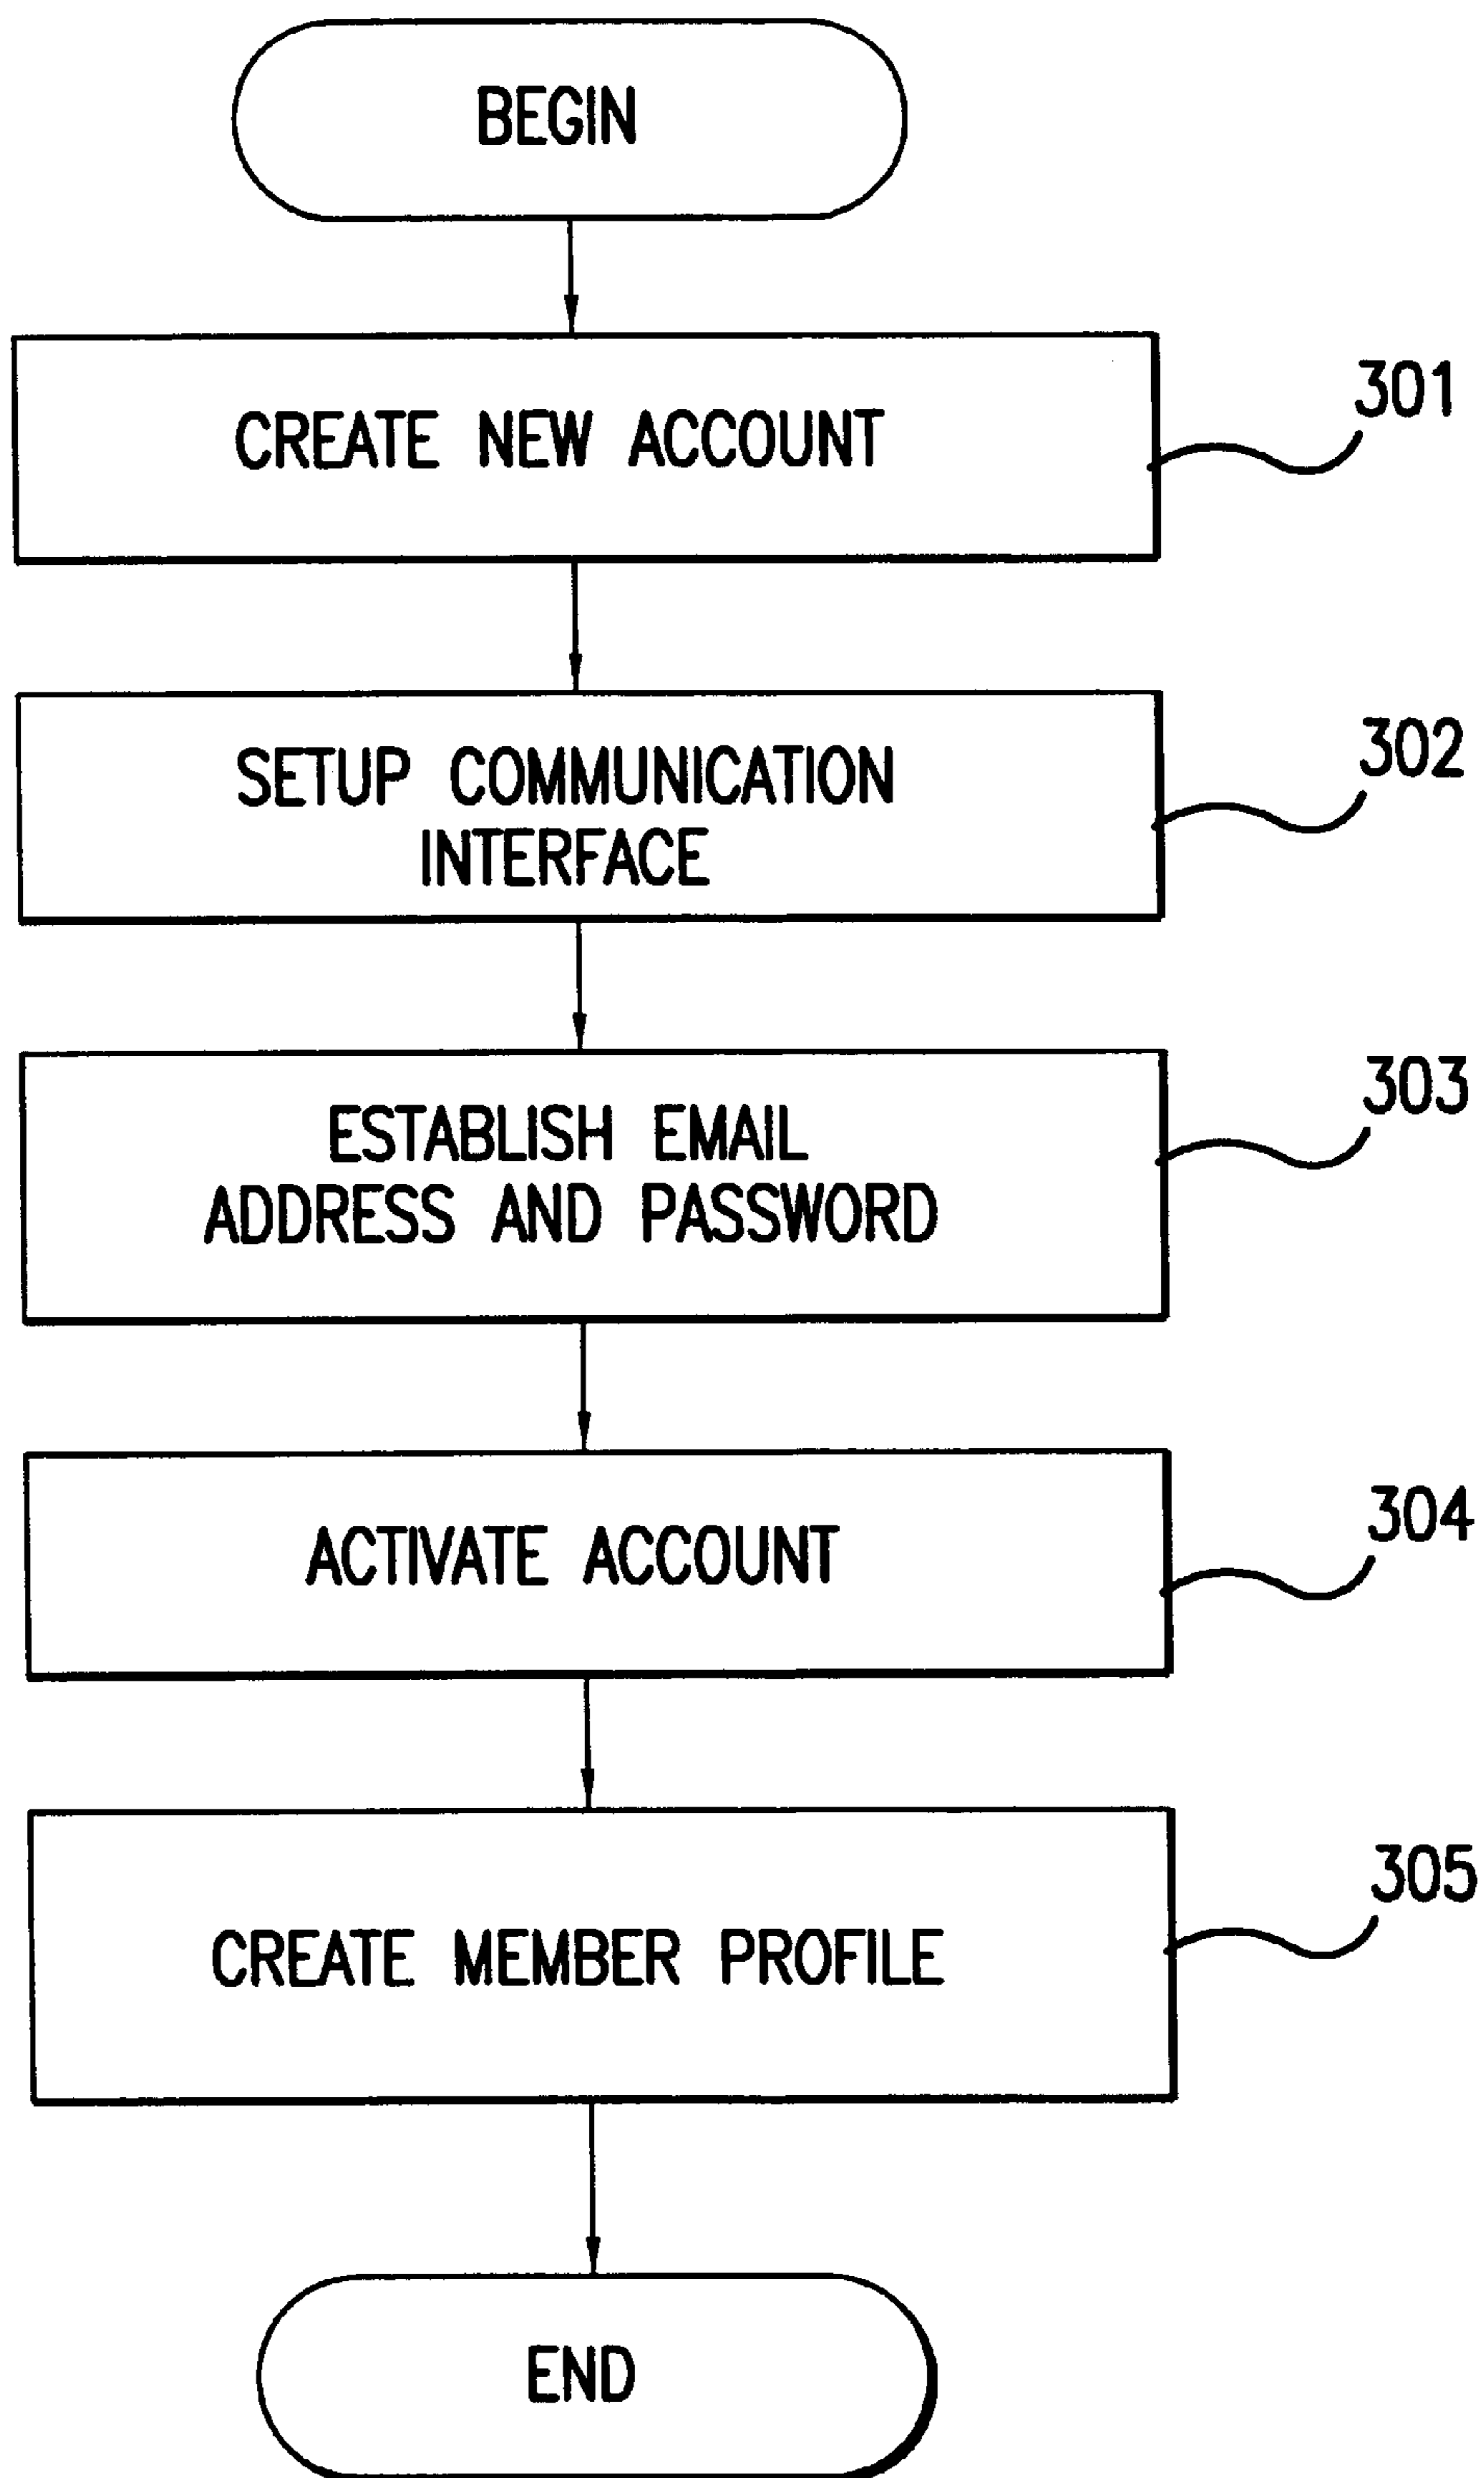 BEGIN
CREATE NEW ACCOUNT
301
SETUP COMMUNICATION
INTERFACE
302
ESTABLISH EMAIL
ADDRESS AND PASSWORD
303
ACTIVATE ACCOUNT
304
CREATE MEMBER PROFILE
305
END